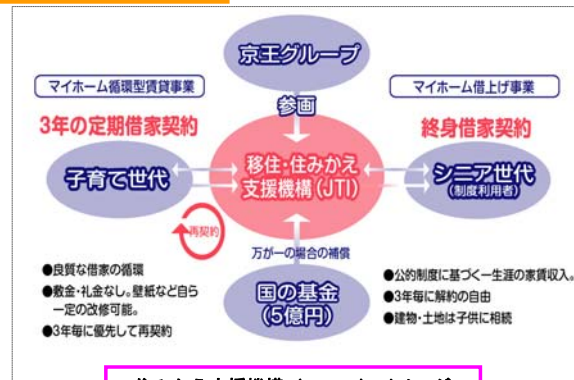 京王グループ
マイホーム循環型賃貸事業
マイホーム借上げ事業
参画
3年の定期借家契約
終身借家契約
子育て世代
移住・住みかえ
支援機構(JTI)
シニア世代
(制度利用者)
再契約
万が一の場合の補償
国の基金
(5億円)
●良質な借家の循環
●敷金・礼金なし。壁紙など自ら
一定の改修可能。
●3年毎に優先して再契約
●公的制度に基づく一生涯の家賃収入。
●3年毎に解約の自由
●建物・土地は子供に相続